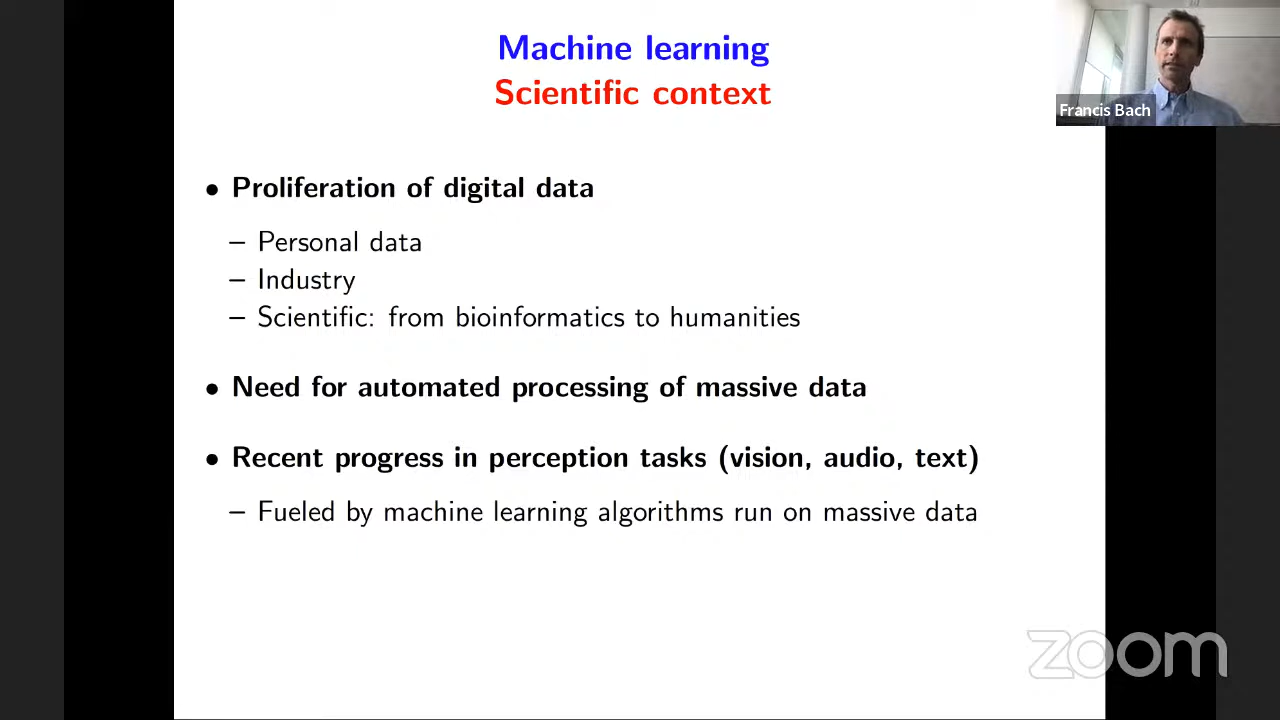 Machine learning
Scientific context
Francis Bach
• Proliferation of digital data
– Personal data
– Industry
– Scientific: from bioinformatics to humanities
• Need for automated processing of massive data
• Recent progress in perception tasks (vision, audio, text)
– Fueled by machine learning algorithms run on massive data
zoom